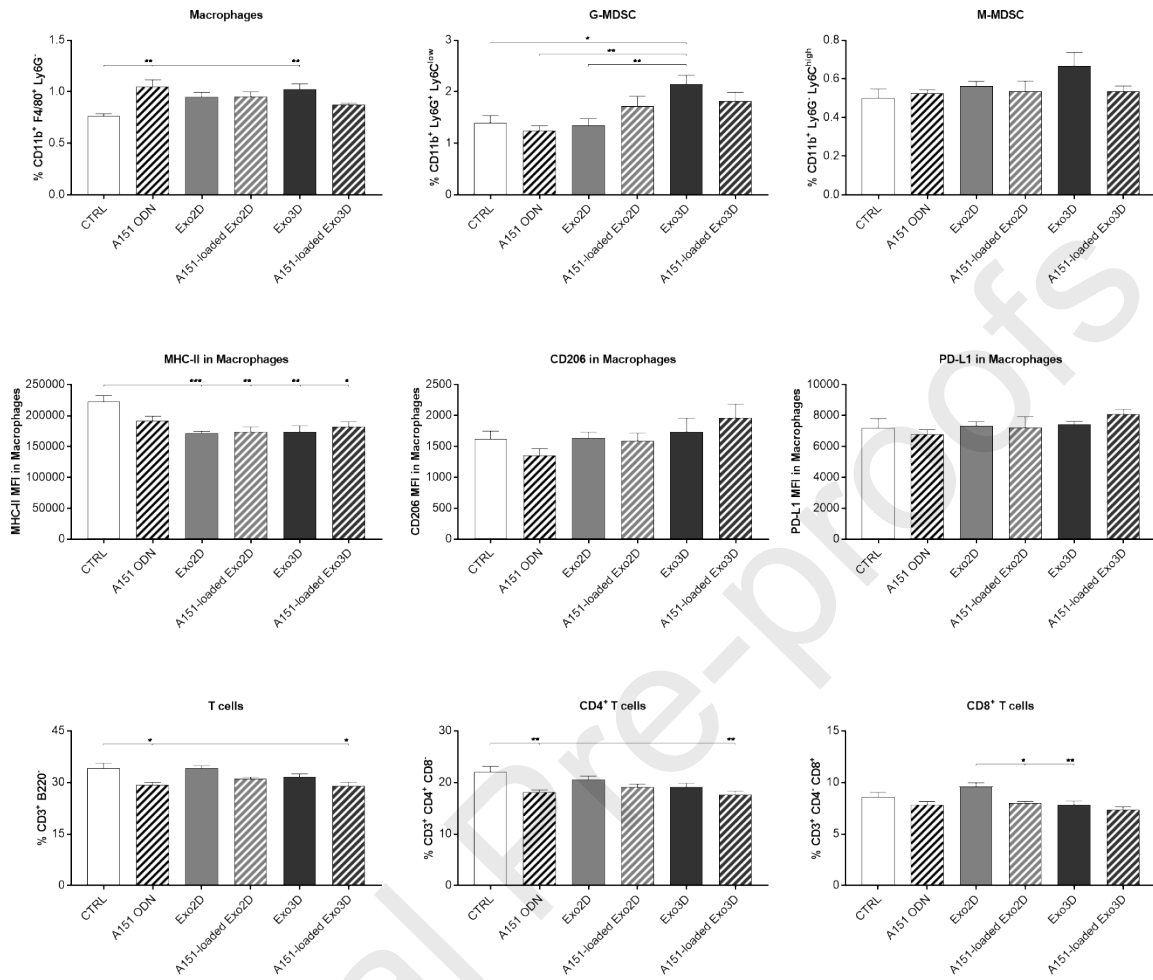 Macrophages
% CD11b⁺ F4/80⁺ Ly6G⁻
1.5
1.0
0.5
0.0
** **
CTRL
A151 ODN
Exo2D
A151-loaded Exo2D
Exo3D
A151-loaded Exo3D
G-MDSC
% CD11b⁺ Ly6G⁺ Ly6C^low
4
3
2
1
0
*
**
**
CTRL
A151 ODN
Exo2D
A151-loaded Exo2D
Exo3D
A151-loaded Exo3D
M-MDSC
% CD11b⁺ Ly6G⁻ Ly6C^high
0.8
0.6
0.4
0.2
0.0
CTRL
A151 ODN
Exo2D
A151-loaded Exo2D
Exo3D
A151-loaded Exo3D
MHC-II in Macrophages
MHC-II MFI in Macrophages
250000
200000
150000
100000
50000
0
*** ** ** *
CTRL
A151 ODN
Exo2D
A151-loaded Exo2D
Exo3D
A151-loaded Exo3D
CD206 in Macrophages
CD206 MFI in Macrophages
2500
2000
1500
1000
500
0
CTRL
A151 ODN
Exo2D
A151-loaded Exo2D
Exo3D
A151-loaded Exo3D
PD-L1 in Macrophages
PD-L1 MFI in Macrophages
10000
8000
6000
4000
2000
0
CTRL
A151 ODN
Exo2D
A151-loaded Exo2D
Exo3D
A151-loaded Exo3D
T cells
% CD3⁺ B220⁻
45
30
15
0
* *
CTRL
A151 ODN
Exo2D
A151-loaded Exo2D
Exo3D
A151-loaded Exo3D
CD4⁺ T cells
% CD3⁺ CD4⁺ CD8⁻
30
20
10
0
** **
CTRL
A151 ODN
Exo2D
A151-loaded Exo2D
Exo3D
A151-loaded Exo3D
CD8⁺ T cells
% CD3⁺ CD4⁻ CD8⁺
15
10
5
0
* **
CTRL
A151 ODN
Exo2D
A151-loaded Exo2D
Exo3D
A151-loaded Exo3D
Pre-proofs